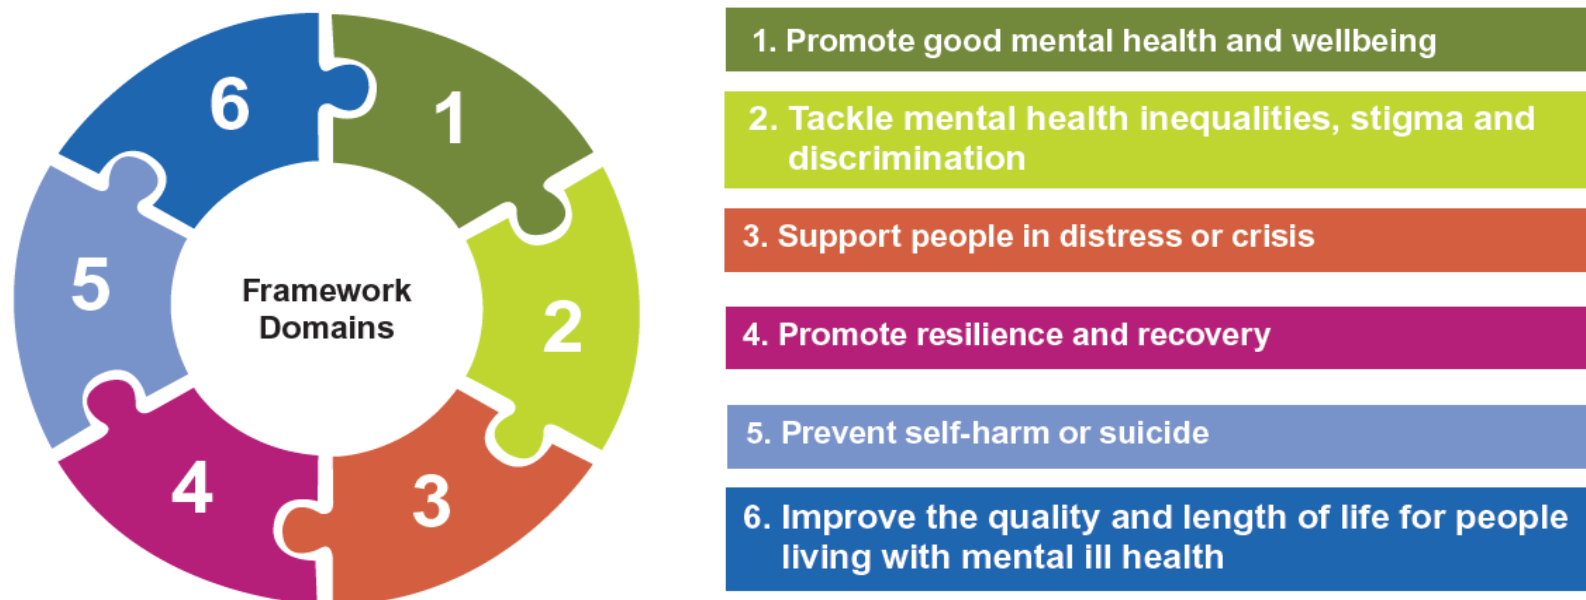 6
1
5
2
4
3
Framework
Domains
1. Promote good mental health and wellbeing
2. Tackle mental health inequalities, stigma and
discrimination
3. Support people in distress or crisis
4. Promote resilience and recovery
5. Prevent self-harm or suicide
6. Improve the quality and length of life for people
living with mental ill health